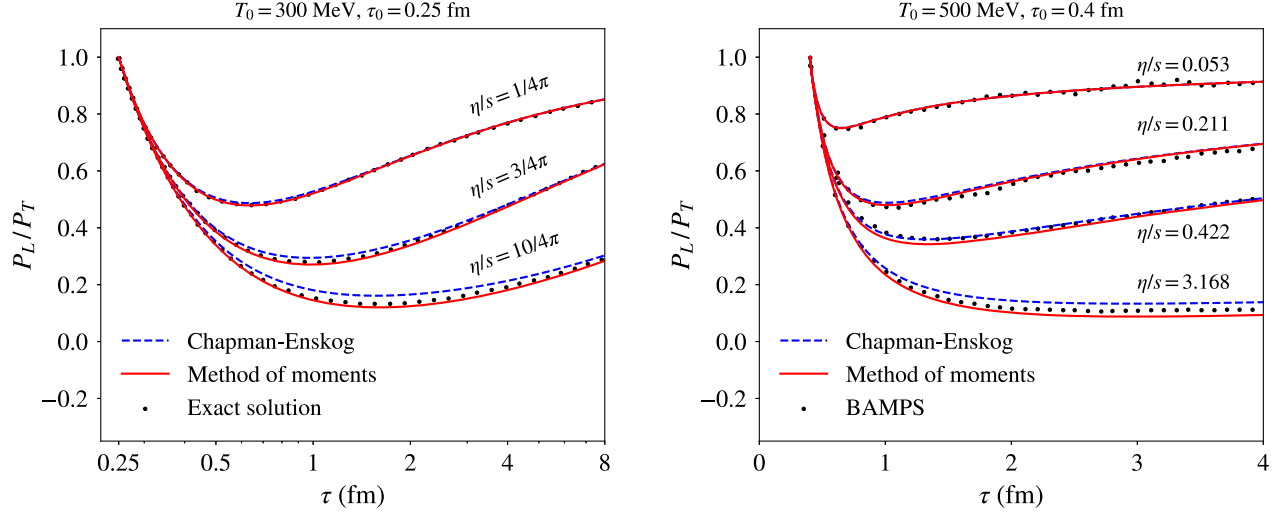 T₀ = 300 MeV, τ₀ = 0.25 fm
P_L/P_T
1.0
0.8
0.6
0.4
0.2
0.0
−0.2
η/s = 1/4π
η/s = 3/4π
η/s = 10/4π
Chapman-Enskog
Method of moments
Exact solution
0.25 0.5 1 2 4 8
τ (fm)
T₀ = 500 MeV, τ₀ = 0.4 fm
P_L/P_T
1.0
0.8
0.6
0.4
0.2
0.0
−0.2
η/s = 0.053
η/s = 0.211
η/s = 0.422
η/s = 3.168
Chapman-Enskog
Method of moments
BAMPS
0 1 2 3 4
τ (fm)